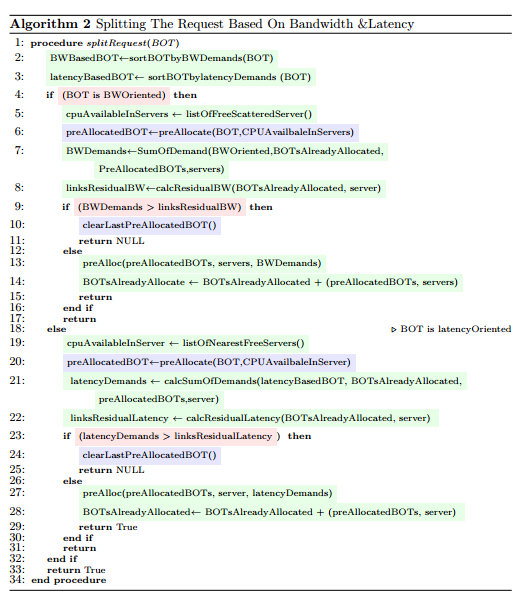 Algorithm 2 Splitting The Request Based On Bandwidth &Latency
1: procedure splitRequest(BOT)
2: BWBasedBOT←sortBOTbyBWDemands(BOT)
3: latencyBasedBOT← sortBOTbylatencyDemands (BOT)
4: if (BOT is BWOriented) then
5: cpuAvailableInServers ← listOfFreeScatteredServer()
6: preAllocatedBOT←preAllocate(BOT,CPUAvailbaleInServers)
7: BWDemands←SumOfDemand(BWOriented,BOTsAlreadyAllocated,
PreAllocatedBOTs,servers)
8: linksResidualBW←calcResidualBW(BOTsAlreadyAllocated, server)
9: if (BWDemands > linksResidualBW) then
10: clearLastPreAllocatedBOT()
11: return NULL
12: else
13: preAlloc(preAllocatedBOTs, servers, BWDemands)
14: BOTsAlreadyAllocate ← BOTsAlreadyAllocated + (preAllocatedBOTs, servers)
15: return
16: end if
17: return
18: else ▷ BOT is latencyOriented
19: cpuAvailableInServer ← listOfNearestFreeServers()
20: preAllocatedBOT←preAllocate(BOT,CPUAvailbaleInServer)
21: latencyDemands ← calcSumOfDemands(latencyBasedBOT, BOTsAlreadyAllocated,
preAllocatedBOTs,server)
22: linksResidualLatency ← calcResidualLatency(BOTsAlreadyAllocated, server)
23: if (latencyDemands > linksResidualLatency ) then
24: clearLastPreAllocatedBOT()
25: return NULL
26: else
27: preAlloc(preAllocatedBOTs, server, latencyDemands)
28: BOTsAlreadyAllocated← BOTsAlreadyAllocated + (preAllocatedBOTs, server)
29: return True
30: end if
31: return
32: end if
33: return True
34: end procedure